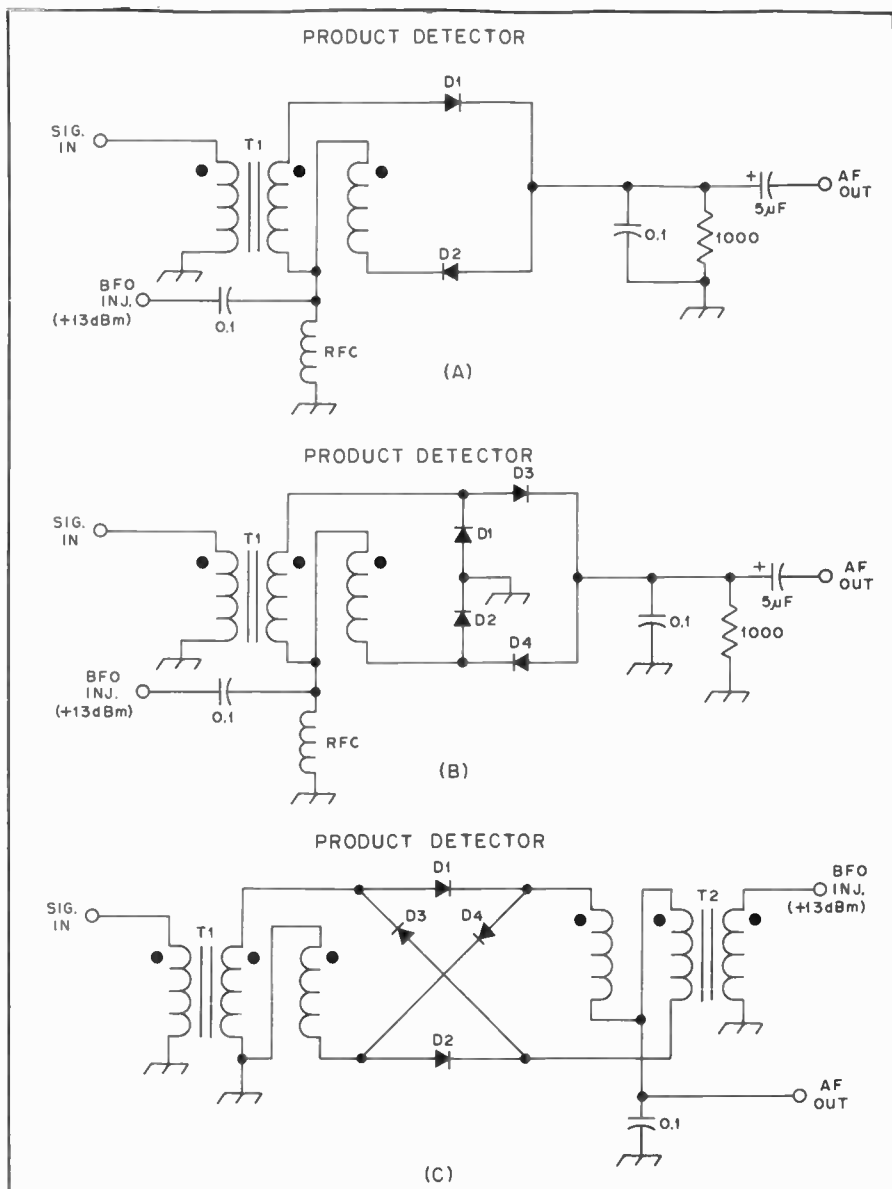 PRODUCT DETECTOR
D1
SIG.
IN
T1
AF
OUT
+
5µF
0.1
1000
D2
BFO
INJ.
(+13dBm)
0.1
RFC
(A)
PRODUCT DETECTOR
D3
SIG.
IN
T1
D1
AF
OUT
+
5µF
D2
0.1
1000
D4
BFO
INJ.
(+13dBm)
0.1
RFC
(B)
PRODUCT DETECTOR
D1
BFO
INJ.
(+13dBm)
SIG.
IN
T1
D3
D4
T2
D2
AF
OUT
0.1
(C)